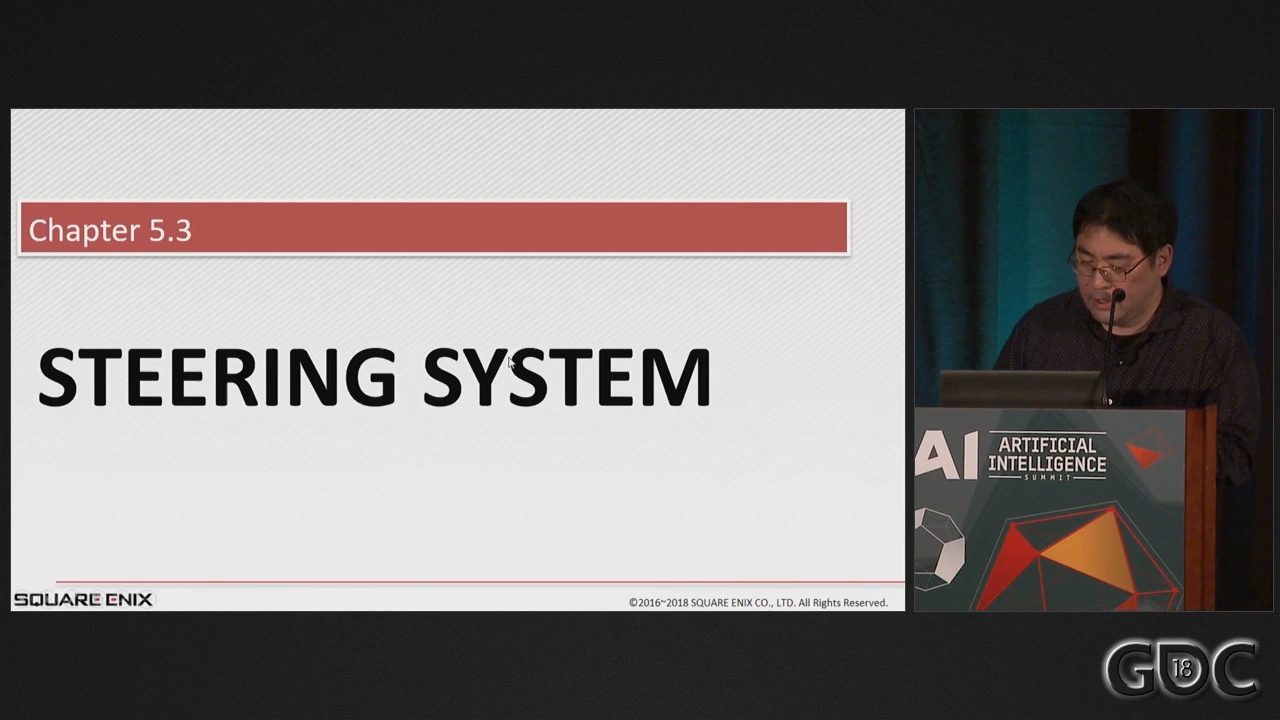 Chapter 5.3
STEERING SYSTEM
SQUARE ENIX
©2016~2018 SQUARE ENIX CO., LTD. All Rights Reserved.
AI
ARTIFICIAL
INTELLIGENCE
SUMMIT
GDC
18